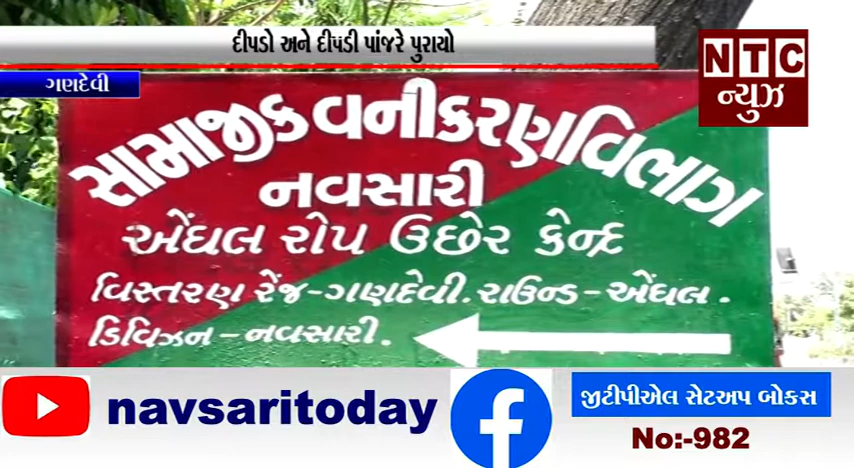 દીપડો અને દીપડી પાંજરે પુરાયો
ગણદેવી
NTC
ન્યુઝ
સામાજીક વનીકરણ વિભાગ
નવસારી
એંધલ રોપ ઉછેર કેન્દ્ર
વિસ્તરણ રેંજ-ગણદેવી. રાઉન્ડ - એંધલ.
ડિવિઝન - નવસારી.
navsaritoday
f
જીટીપીએલ સેટઅપ બોકસ
No:-982